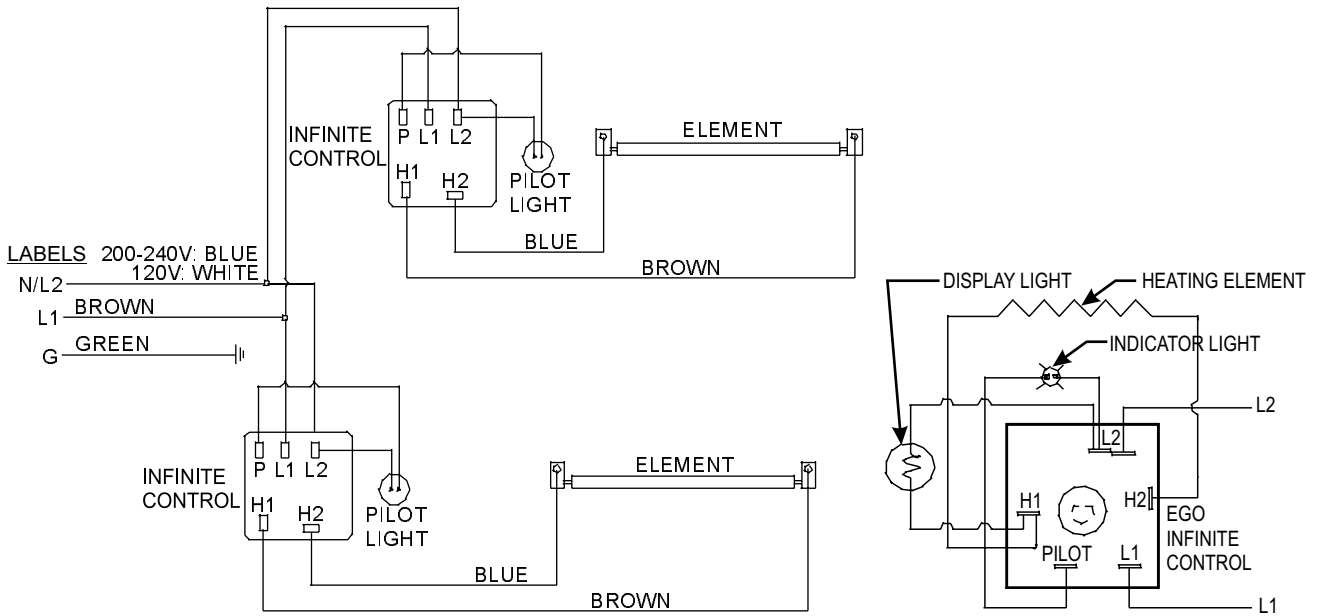 INFINITE
CONTROL
P L1 L2
H1
H2
PILOT
LIGHT
ELEMENT
BLUE
BROWN
LABELS 200-240V: BLUE
120V: WHITE
N/L2
L1 BROWN
G GREEN
INFINITE
CONTROL
P L1 L2
H1
H2
PILOT
LIGHT
ELEMENT
BLUE
BROWN
DISPLAY LIGHT
HEATING ELEMENT
INDICATOR LIGHT
L2
L2
H1
H2
EGO
INFINITE
CONTROL
PILOT
L1
L1